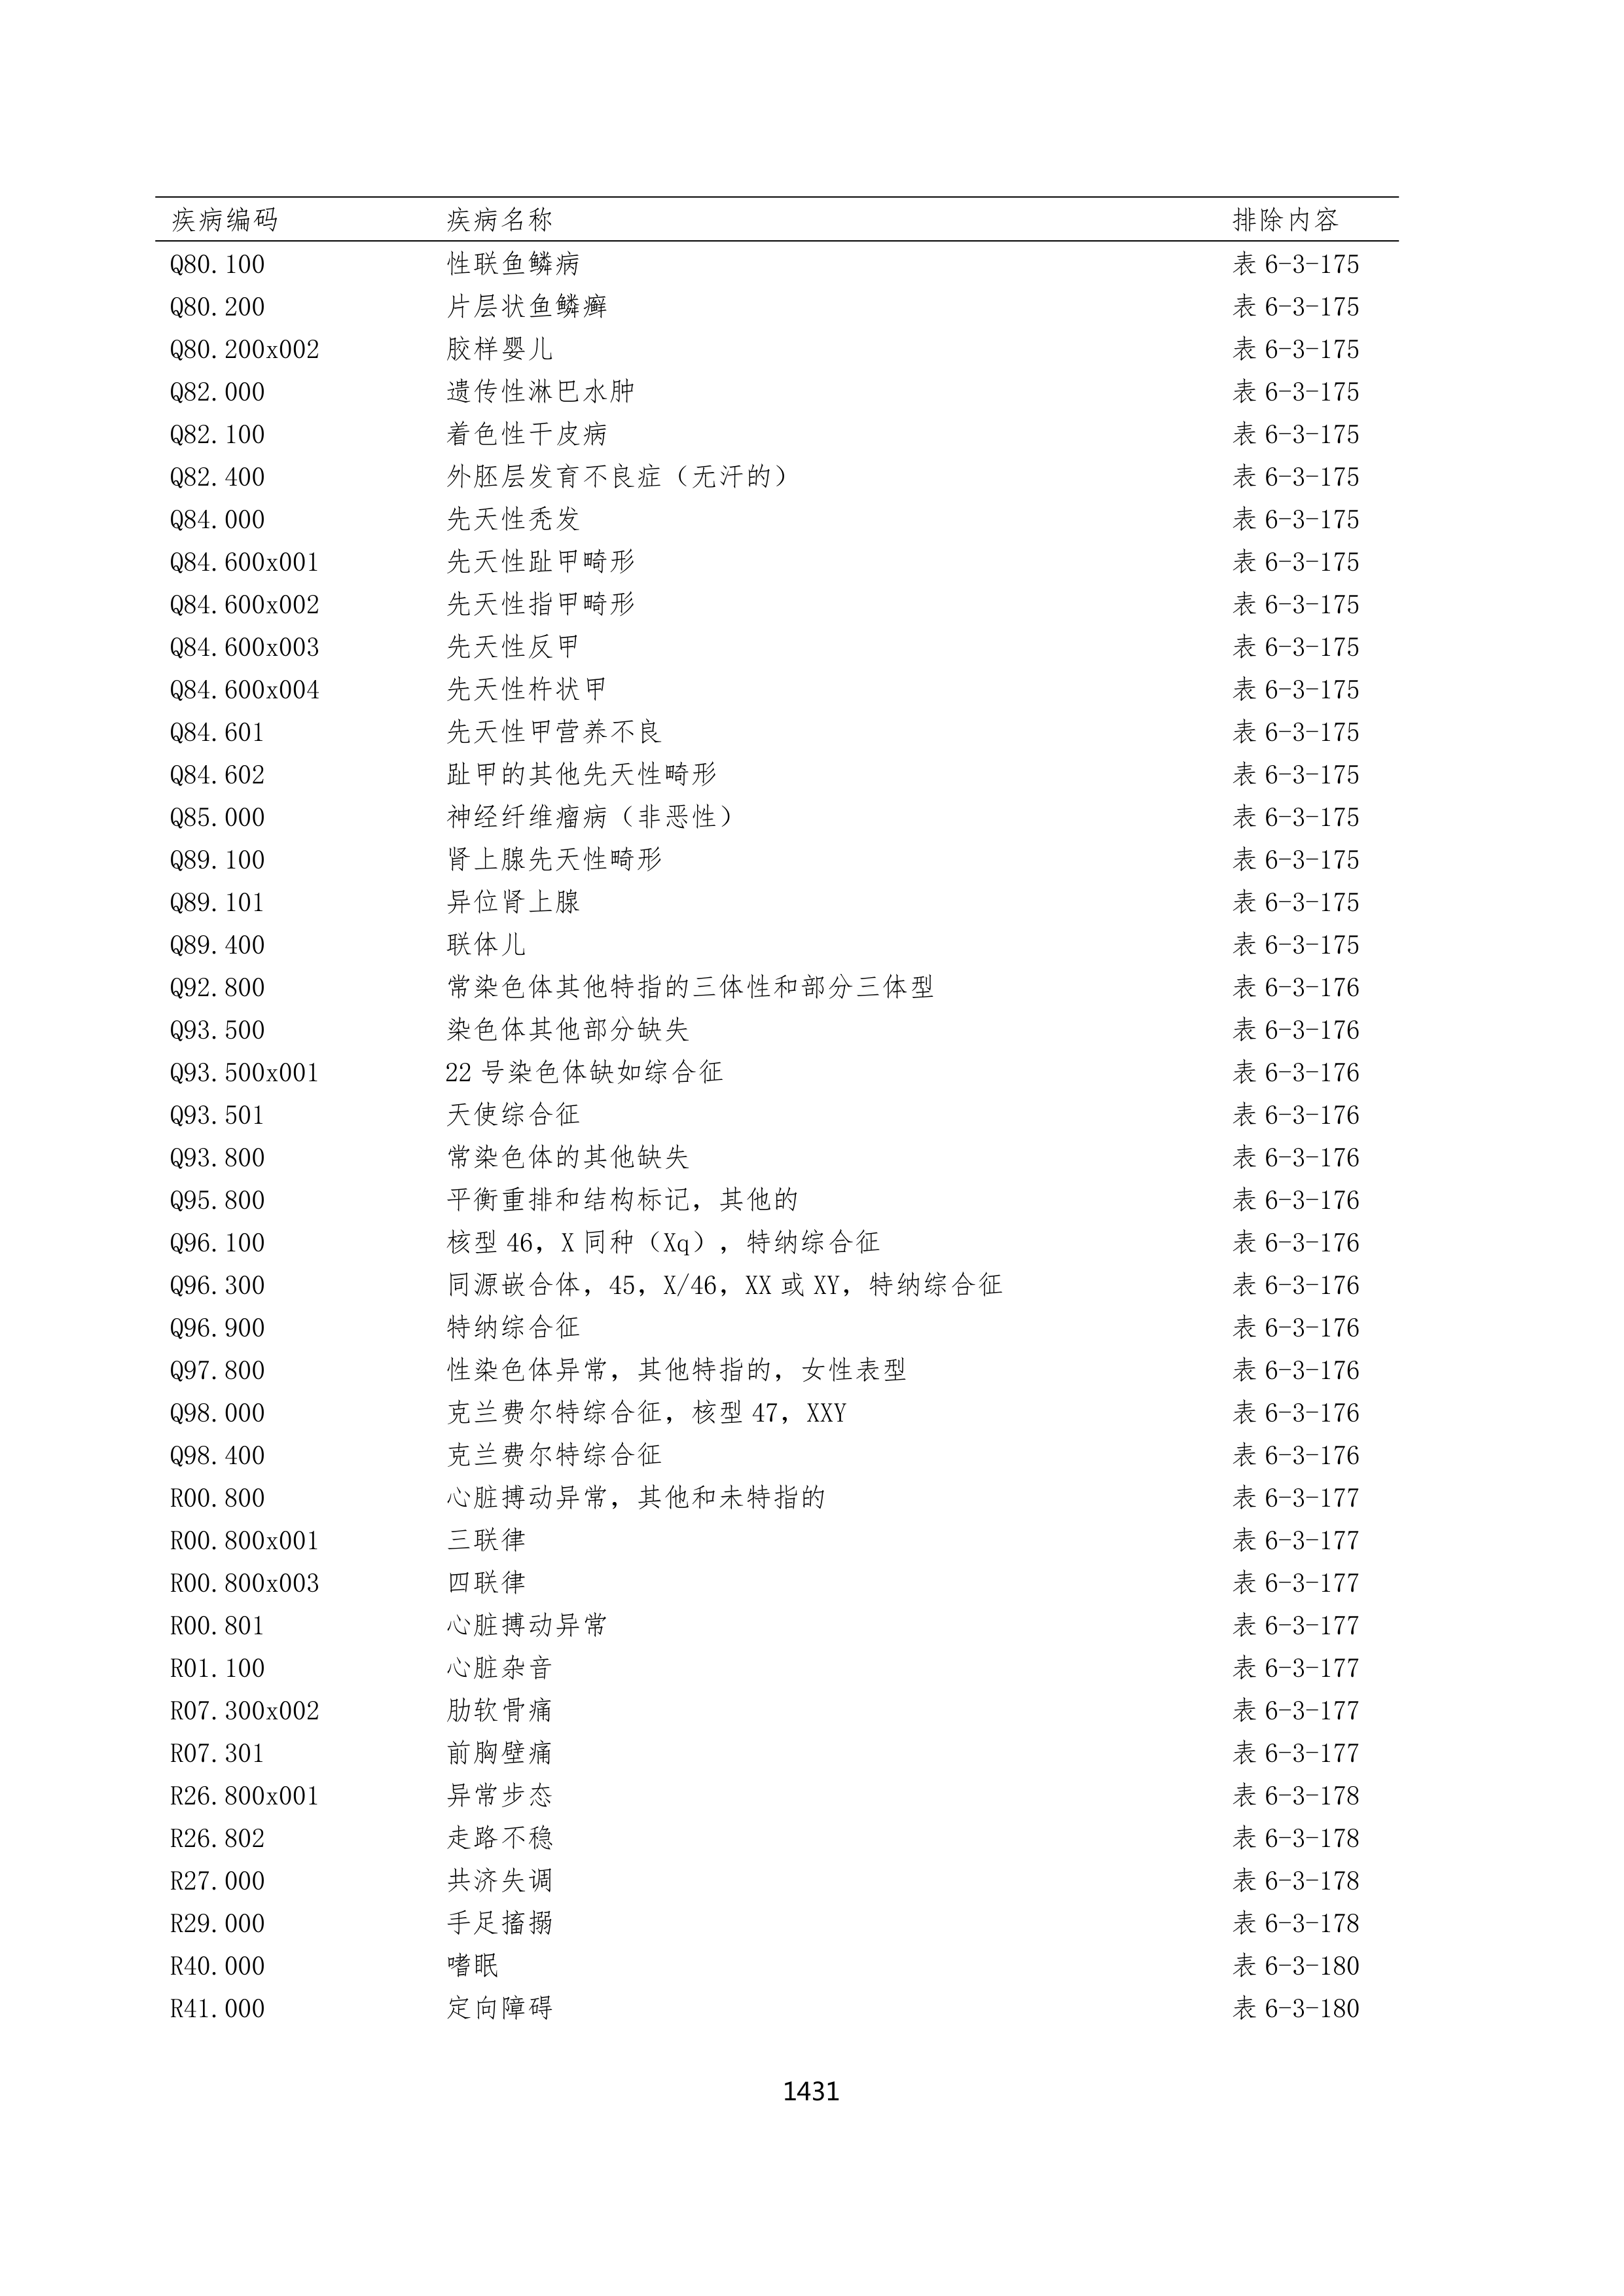 疾病编码 疾病名称 排除内容
Q80.100 性联鱼鳞病 表 6-3-175
Q80.200 片层状鱼鳞癣 表 6-3-175
Q80.200x002 胶样婴儿 表 6-3-175
Q82.000 遗传性淋巴水肿 表 6-3-175
Q82.100 着色性干皮病 表 6-3-175
Q82.400 外胚层发育不良症（无汗的） 表 6-3-175
Q84.000 先天性秃发 表 6-3-175
Q84.600x001 先天性趾甲畸形 表 6-3-175
Q84.600x002 先天性指甲畸形 表 6-3-175
Q84.600x003 先天性反甲 表 6-3-175
Q84.600x004 先天性杵状甲 表 6-3-175
Q84.601 先天性甲营养不良 表 6-3-175
Q84.602 趾甲的其他先天性畸形 表 6-3-175
Q85.000 神经纤维瘤病（非恶性） 表 6-3-175
Q89.100 肾上腺先天性畸形 表 6-3-175
Q89.101 异位肾上腺 表 6-3-175
Q89.400 联体儿 表 6-3-175
Q92.800 常染色体其他特指的三体性和部分三体型 表 6-3-176
Q93.500 染色体其他部分缺失 表 6-3-176
Q93.500x001 22 号染色体缺如综合征 表 6-3-176
Q93.501 天使综合征 表 6-3-176
Q93.800 常染色体的其他缺失 表 6-3-176
Q95.800 平衡重排和结构标记，其他的 表 6-3-176
Q96.100 核型 46，X 同种（Xq），特纳综合征 表 6-3-176
Q96.300 同源嵌合体，45，X/46，XX 或 XY，特纳综合征 表 6-3-176
Q96.900 特纳综合征 表 6-3-176
Q97.800 性染色体异常，其他特指的，女性表型 表 6-3-176
Q98.000 克兰费尔特综合征，核型 47，XXY 表 6-3-176
Q98.400 克兰费尔特综合征 表 6-3-176
R00.800 心脏搏动异常，其他和未特指的 表 6-3-177
R00.800x001 三联律 表 6-3-177
R00.800x003 四联律 表 6-3-177
R00.801 心脏搏动异常 表 6-3-177
R01.100 心脏杂音 表 6-3-177
R07.300x002 肋软骨痛 表 6-3-177
R07.301 前胸壁痛 表 6-3-177
R26.800x001 异常步态 表 6-3-178
R26.802 走路不稳 表 6-3-178
R27.000 共济失调 表 6-3-178
R29.000 手足搐搦 表 6-3-178
R40.000 嗜眠 表 6-3-180
R41.000 定向障碍 表 6-3-180
1431